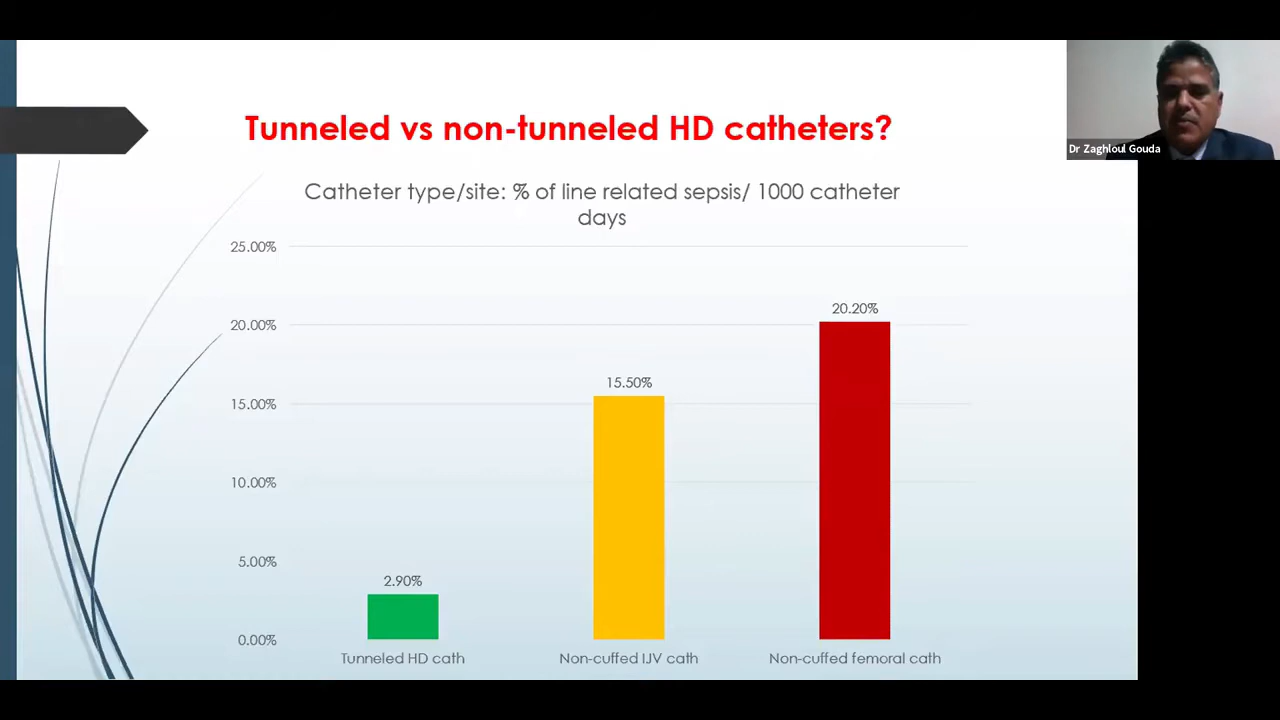 Dr Zaghloul Gouda
Tunneled vs non-tunneled HD catheters?
Catheter type/site: % of line related sepsis/ 1000 catheter
days
25.00%
20.00%
15.00%
10.00%
5.00%
0.00%
2.90%
15.50%
20.20%
Tunneled HD cath
Non-cuffed IJV cath
Non-cuffed femoral cath